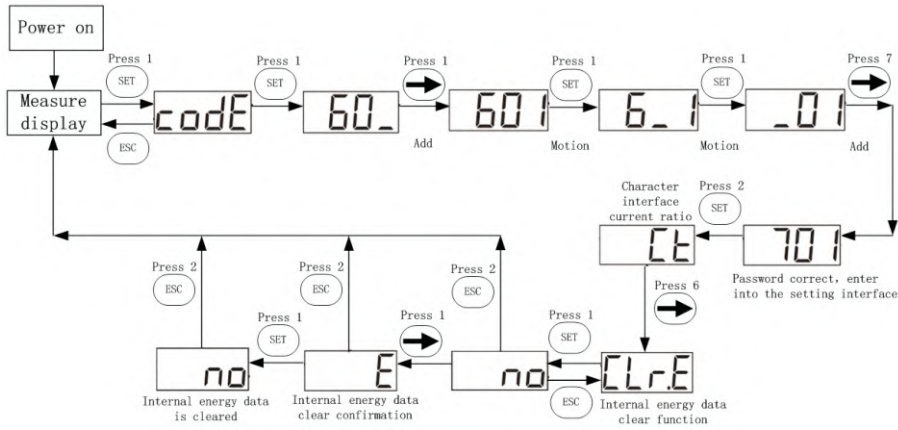 Power on
Press 1
SET
Press 1
SET
Press 1
Press 1
SET
Press 1
SET
Press 7
Measure
display
codE
60_
601
6_1
_01
ESC
Add
Motion
Motion
Add
Character
interface
current ratio
Press 2
SET
Ct
701
Password correct, enter
into the setting interface
Press 2
ESC
Press 2
ESC
Press 2
ESC
Press 6
Press 1
SET
Press 1
Press 1
SET
no
E
no
CLr.E
ESC
Internal energy data
is cleared
Internal energy data
clear confirmation
Internal energy data
clear function